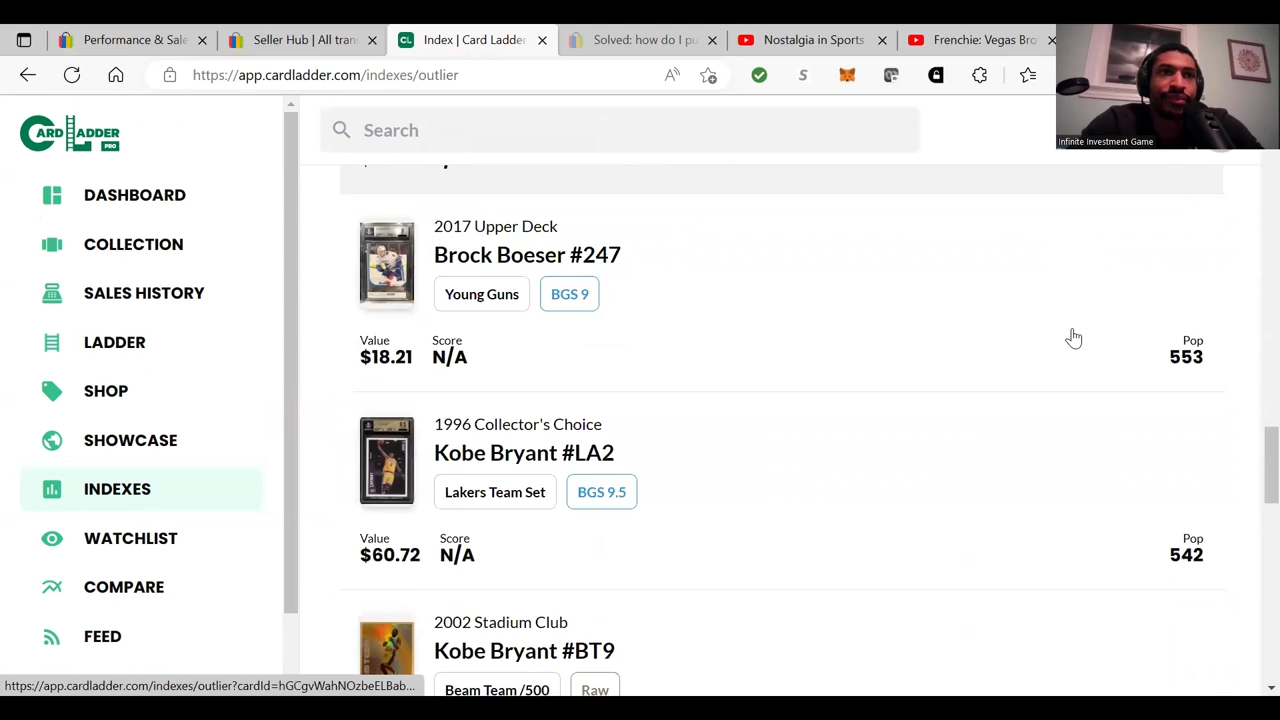 Performance & Sale
Seller Hub | All tran
CL
Index | Card Ladder
Solved: how do I pu
Nostalgia in Sports
Frenchie: Vegas Bro
https://app.cardladder.com/indexes/outlier
Infinite Investment Game
CARD LADDER
PRO
Search
DASHBOARD
COLLECTION
SALES HISTORY
LADDER
SHOP
SHOWCASE
INDEXES
WATCHLIST
COMPARE
FEED
2017 Upper Deck
Brock Boeser #247
Young Guns
BGS 9
Value
Score
Pop
$18.21
N/A
553
1996 Collector's Choice
Kobe Bryant #LA2
Lakers Team Set
BGS 9.5
Value
Score
Pop
$60.72
N/A
542
2002 Stadium Club
Kobe Bryant #BT9
Beam Team /500
Raw
https://app.cardladder.com/indexes/outlier?cardId=hGCgvWahNOzbeELBab...